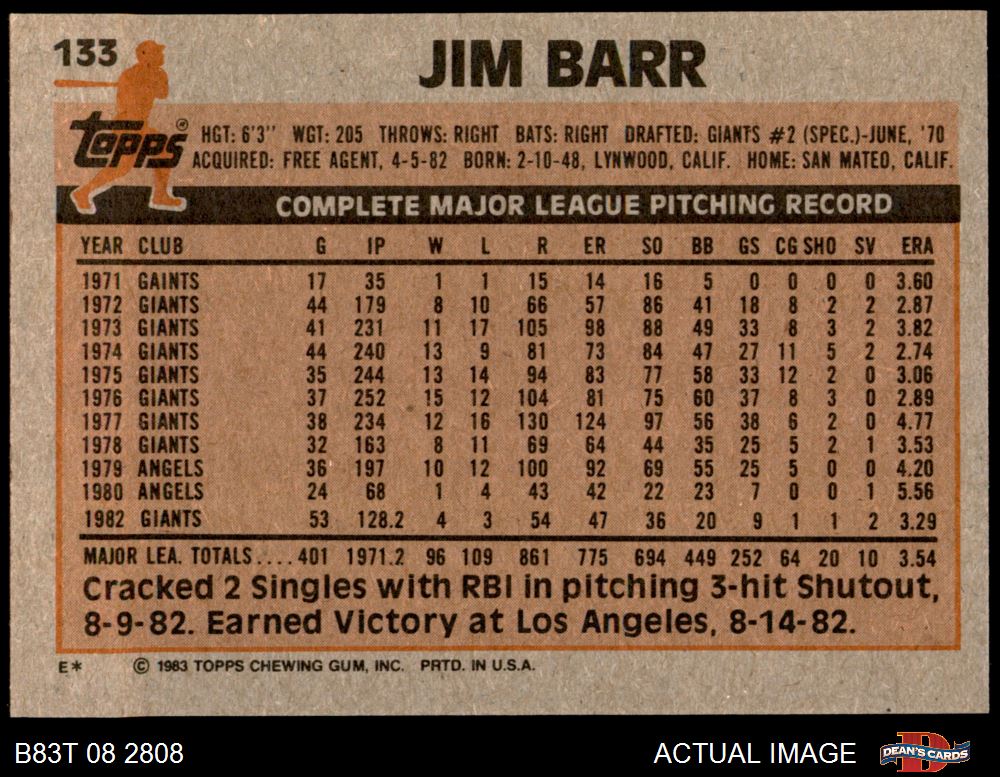 133
JIM BARR
Topps®
HGT: 6'3" WGT: 205 THROWS: RIGHT BATS: RIGHT DRAFTED: GIANTS #2 (SPEC.)-JUNE, '70
ACQUIRED: FREE AGENT, 4-5-82 BORN: 2-10-48, LYNWOOD, CALIF. HOME: SAN MATEO, CALIF.
COMPLETE MAJOR LEAGUE PITCHING RECORD
YEAR CLUB G IP W L R ER SO BB GS CG SHO SV ERA
1971 GAINTS 17 35 1 1 15 14 16 5 0 0 0 0 3.60
1972 GIANTS 44 179 8 10 66 57 86 41 18 8 2 2 2.87
1973 GIANTS 41 231 11 17 105 98 88 49 33 8 3 2 3.82
1974 GIANTS 44 240 13 9 81 73 84 47 27 11 5 2 2.74
1975 GIANTS 35 244 13 14 94 83 77 58 33 12 2 0 3.06
1976 GIANTS 37 252 15 12 104 81 75 60 37 8 3 0 2.89
1977 GIANTS 38 234 12 16 130 124 97 56 38 6 2 0 4.77
1978 GIANTS 32 163 8 11 69 64 44 35 25 5 2 1 3.53
1979 ANGELS 36 197 10 12 100 92 69 55 25 5 0 0 4.20
1980 ANGELS 24 68 1 4 43 42 22 23 7 0 0 1 5.56
1982 GIANTS 53 128.2 4 3 54 47 36 20 9 1 1 2 3.29
MAJOR LEA. TOTALS....401 1971.2 96 109 861 775 694 449 252 64 20 10 3.54
Cracked 2 Singles with RBI in pitching 3-hit Shutout,
8-9-82. Earned Victory at Los Angeles, 8-14-82.
E* © 1983 TOPPS CHEWING GUM, INC. PRTD. IN U.S.A.
B83T 08 2808 ACTUAL IMAGE DEAN'S CARDS